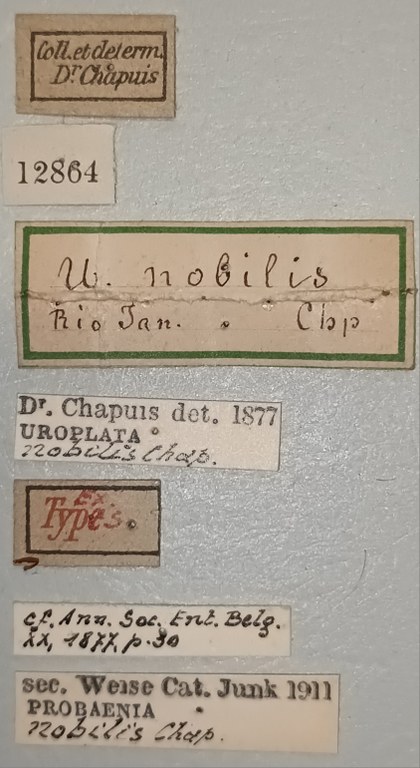 Coll. et determ.
Dr Chapuis
12864
U. nobilis
Rio Jan. Chp
Dr. Chapuis det. 1877
UROPLATA
nobilis Chap.
Ex.
Types.
cf. Ann. Soc. Ent. Belg.
XX, 1877, p. 30
sec. Weise Cat. Junk 1911
PROBAENIA
nobilis Chap.